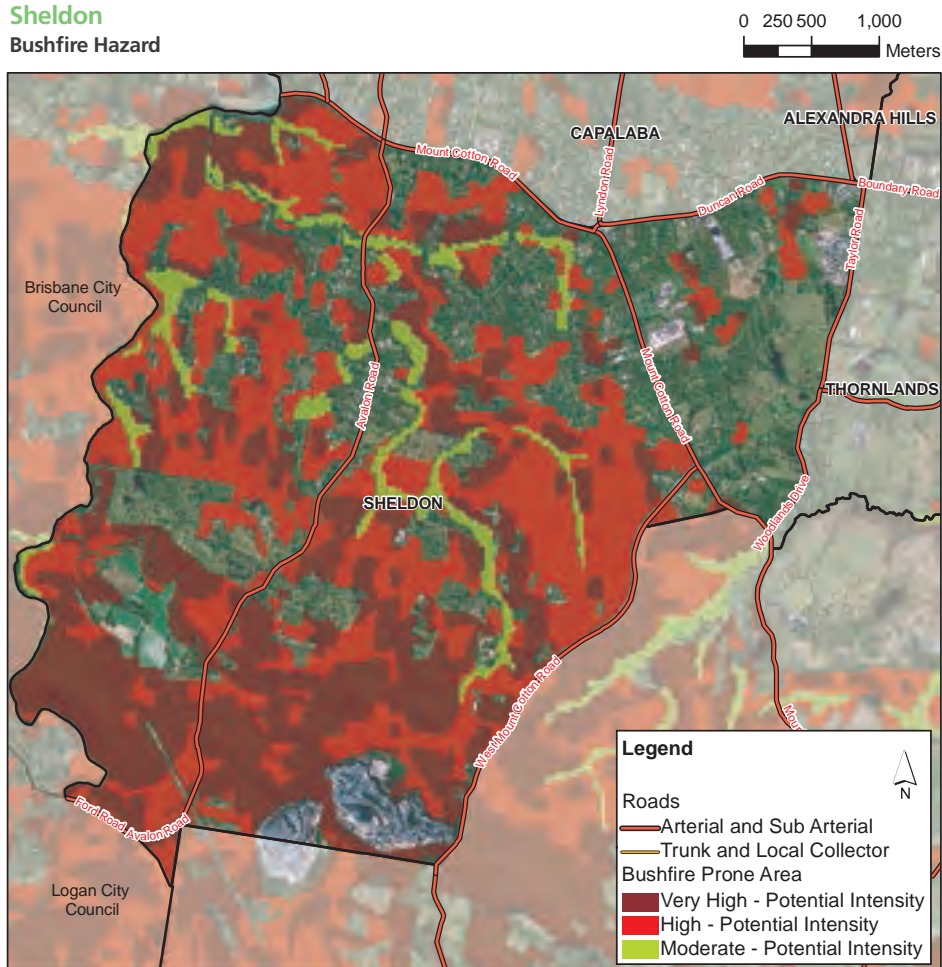 Sheldon
Bushfire Hazard
0 250 500 1,000
Meters
CAPALABA
ALEXANDRA HILLS
Mount Cotton Road
Lyndon Road
Duncan Road
Boundary Road
Taylor Road
Brisbane City
Council
Avalon Road
Mount Cotton Road
THORNLANDS
SHELDON
Woodlands Drive
West Mount Cotton Road
Moun
Ford Road
Avalon Road
Logan City
Council
Legend
N
Roads
Arterial and Sub Arterial
Trunk and Local Collector
Bushfire Prone Area
Very High - Potential Intensity
High - Potential Intensity
Moderate - Potential Intensity